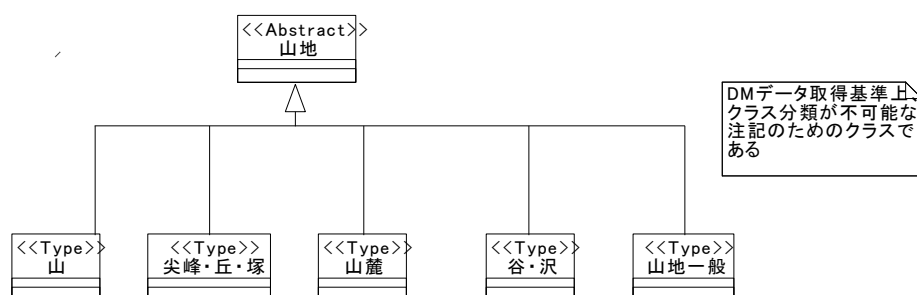 <<Abstract>>
山地
DMデータ取得基準上、
クラス分類が不可能な
注記のためのクラスで
ある
<<Type>>
山
<<Type>>
尖峰・丘・塚
<<Type>>
山麓
<<Type>>
谷・沢
<<Type>>
山地一般